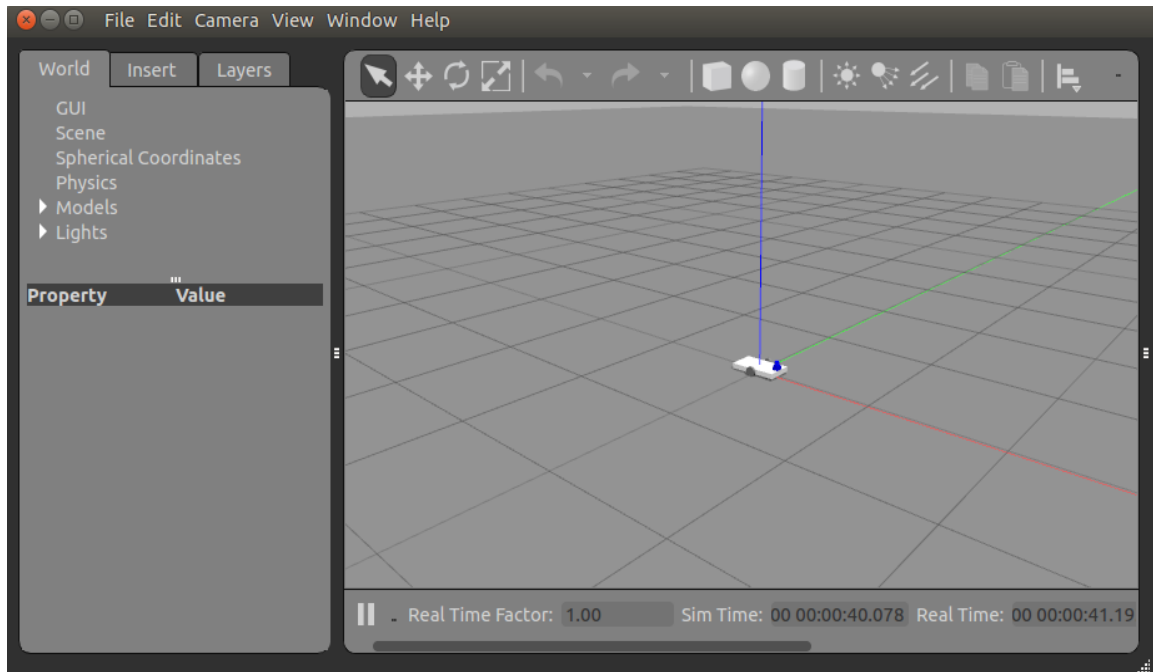 File Edit Camera View Window Help
World Insert Layers
GUI
Scene
Spherical Coordinates
Physics
Models
Lights
Property Value
Real Time Factor: 1.00 Sim Time: 00 00:00:40.078 Real Time: 00 00:00:41.19